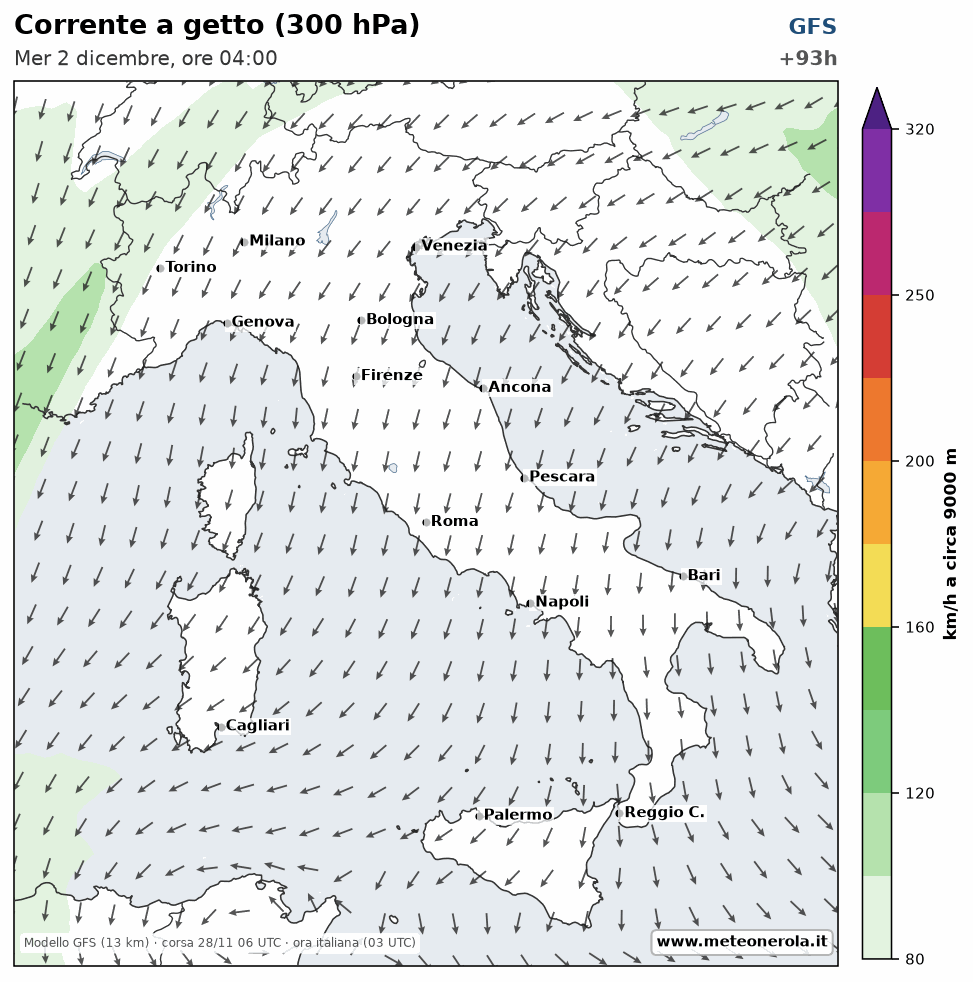 Corrente a getto (300 hPa)
GFS
Mer 2 dicembre, ore 04:00
+93h
320
250
200
160
120
80
km/h a circa 9000 m
Milano
Venezia
Torino
Genova
Bologna
Firenze
Ancona
Pescara
Roma
Bari
Napoli
Cagliari
Palermo
Reggio C.
Modello GFS (13 km) · corsa 28/11 06 UTC · ora italiana (03 UTC)
www.meteonerola.it